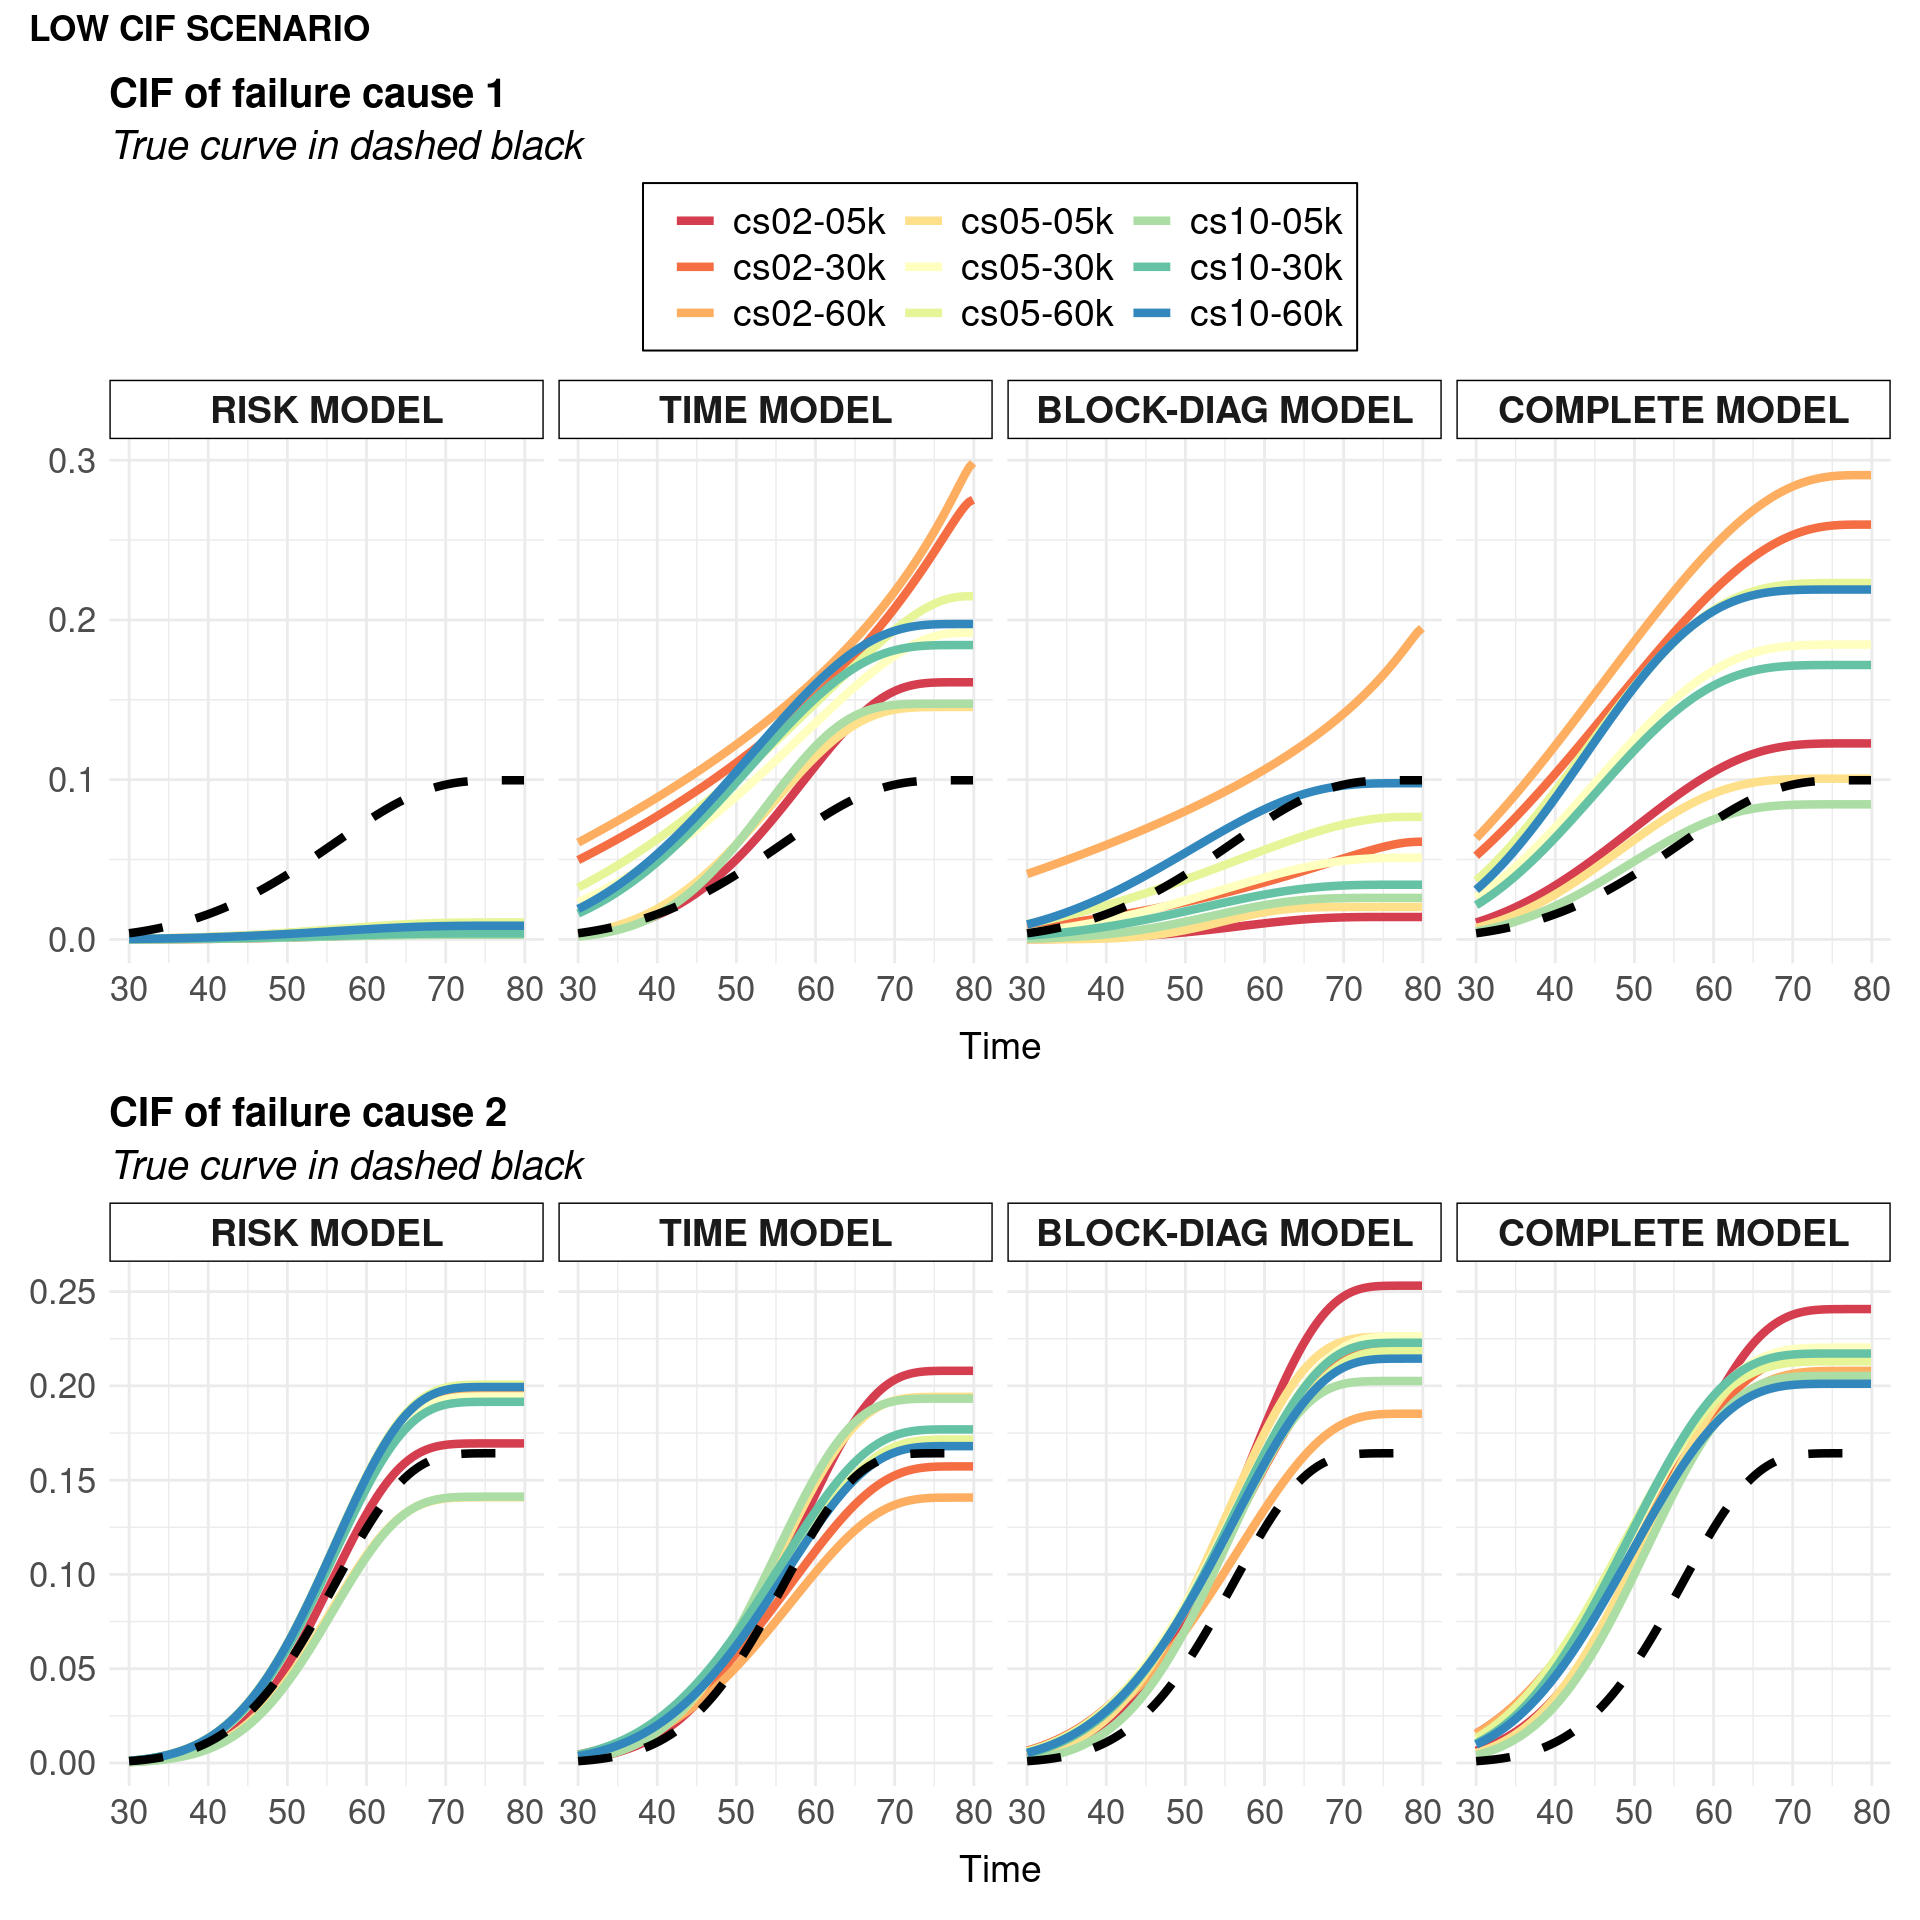 LOW CIF SCENARIO
CIF of failure cause 1
True curve in dashed black
cs02-05k cs05-05k cs10-05k
cs02-30k cs05-30k cs10-30k
cs02-60k cs05-60k cs10-60k
RISK MODEL TIME MODEL BLOCK-DIAG MODEL COMPLETE MODEL
0.3
0.2
0.1
0.0
30 40 50 60 70 80 30 40 50 60 70 80 30 40 50 60 70 80 30 40 50 60 70 80
Time
CIF of failure cause 2
True curve in dashed black
RISK MODEL TIME MODEL BLOCK-DIAG MODEL COMPLETE MODEL
0.25
0.20
0.15
0.10
0.05
0.00
30 40 50 60 70 80 30 40 50 60 70 80 30 40 50 60 70 80 30 40 50 60 70 80
Time